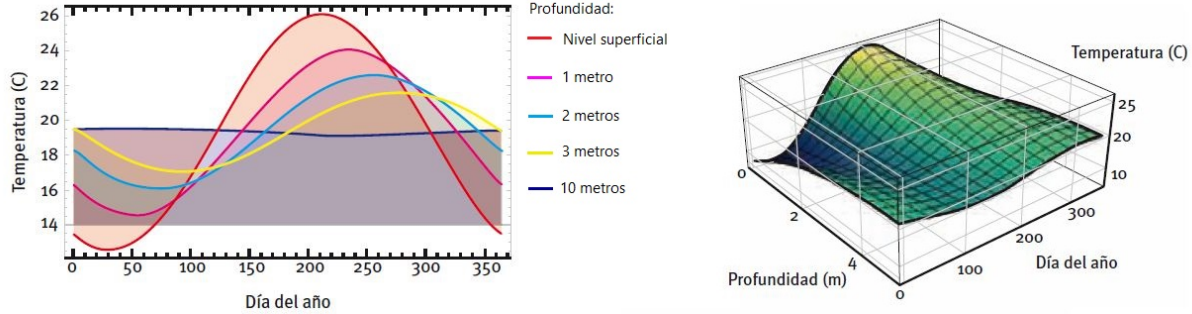 26
24
22
20
18
16
14
Temperatura (C)
0 50 100 150 200 250 300 350
Día del año
Profundidad:
Nivel superficial
1 metro
2 metros
3 metros
10 metros
Temperatura (C)
25
20
10
0
2
4
Profundidad (m)
0
100
200
300
Día del año